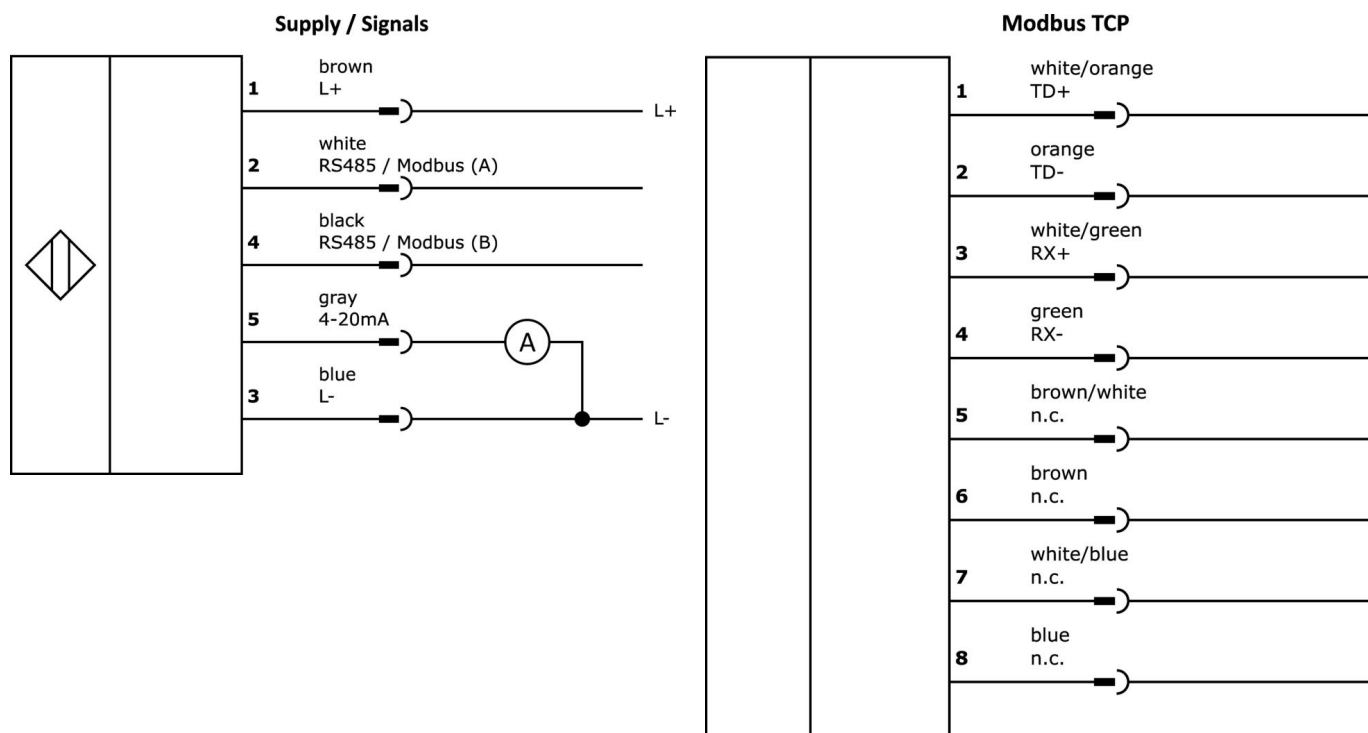 Supply / Signals
1
brown
L+
L+
2
white
RS485 / Modbus (A)
4
black
RS485 / Modbus (B)
5
gray
4-20mA
A
3
blue
L-
L-
Modbus TCP
1
white/orange
TD+
2
orange
TD-
3
white/green
RX+
4
green
RX-
5
brown/white
n.c.
6
brown
n.c.
7
white/blue
n.c.
8
blue
n.c.